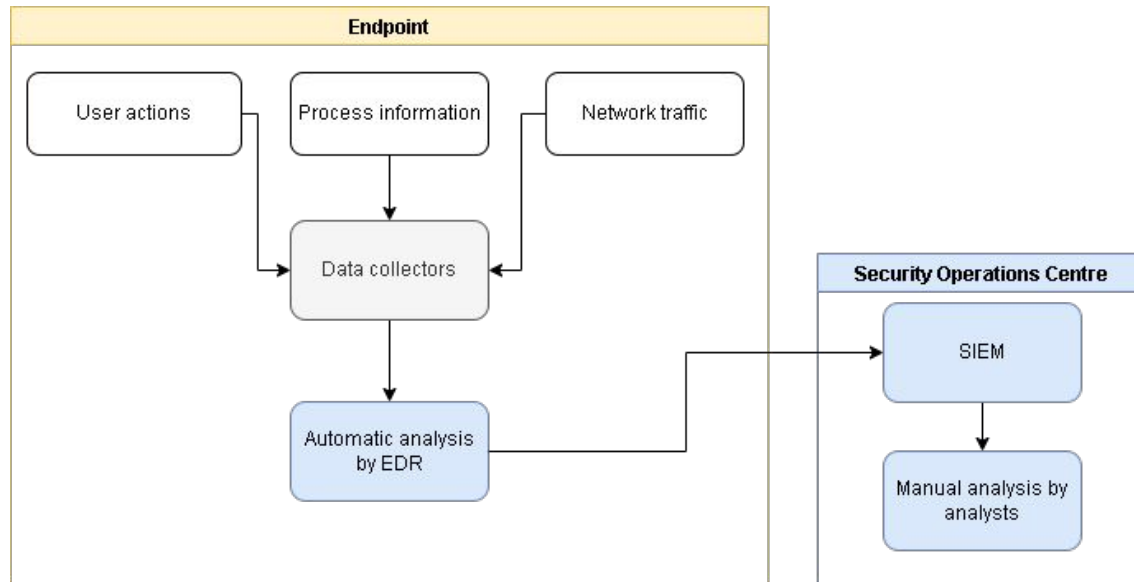 Endpoint
User actions
Process information
Network traffic
Data collectors
Security Operations Centre
SIEM
Automatic analysis
by EDR
Manual analysis by
analysts